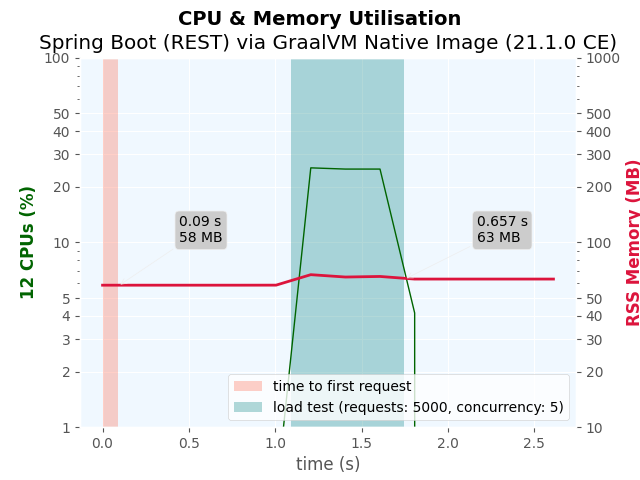 CPU & Memory Utilisation
Spring Boot (REST) via GraalVM Native Image (21.1.0 CE)
12 CPUs (%)
100
50
40
30
20
10
5
4
3
2
1
0.09 s
58 MB
0.657 s
63 MB
1000
500
400
300
200
100
50
40
30
20
10
RSS Memory (MB)
time to first request
load test (requests: 5000, concurrency: 5)
0.0 0.5 1.0 1.5 2.0 2.5
time (s)